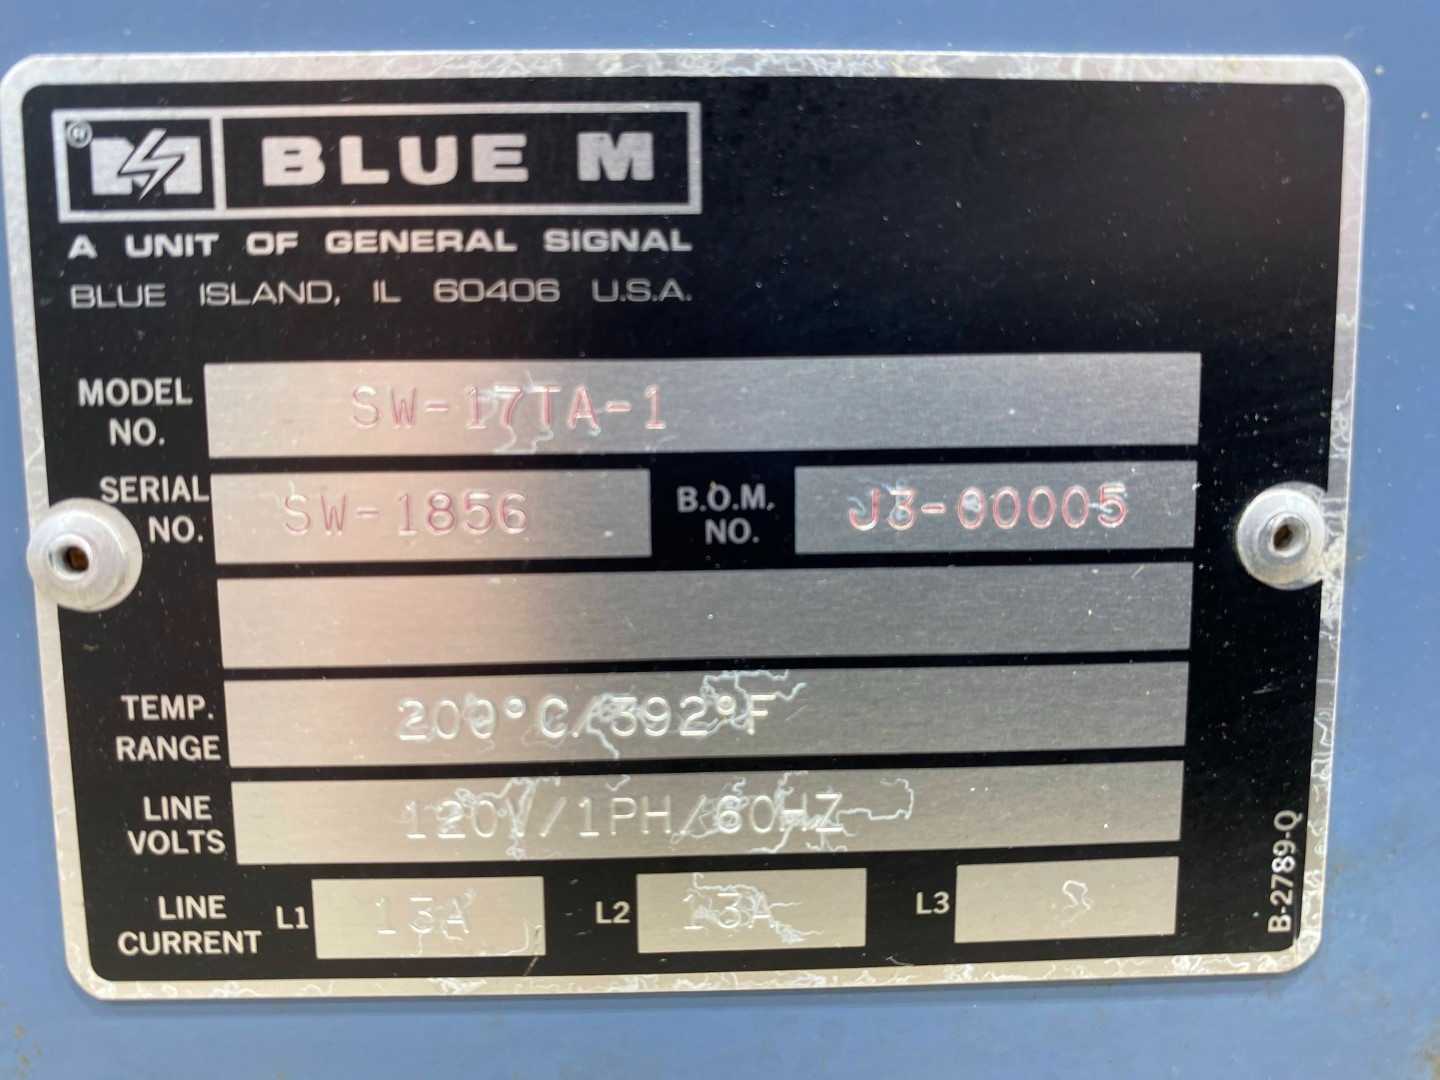 ®
BLUE M
A UNIT OF GENERAL SIGNAL
BLUE ISLAND, IL 60406 U.S.A.
MODEL NO. SW-17TA-1
SERIAL NO. SW-1856 B.O.M. NO. J3-00005
TEMP. RANGE 200°C/392°F
LINE VOLTS 120V/1PH/60HZ
LINE CURRENT L1 13A L2 13A L3
B-2789-Q